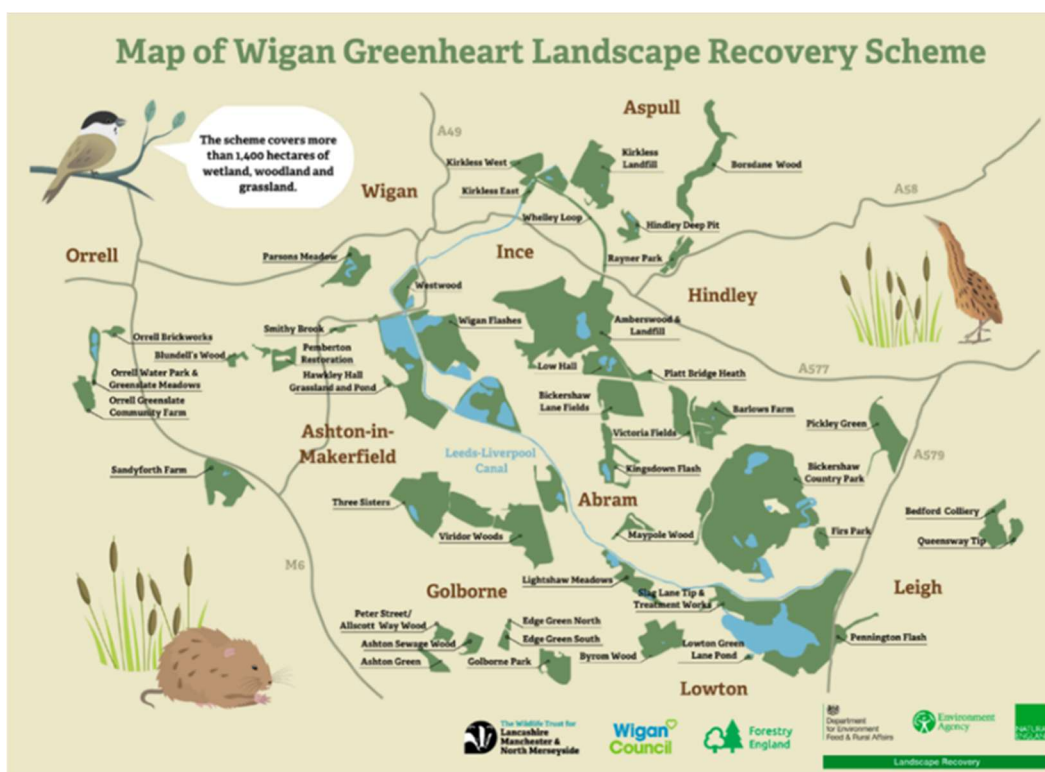 Map of Wigan Greenheart Landscape Recovery Scheme
The scheme covers more
than 1,400 hectares of
wetland, woodland and
grassland.
Aspull
A49
Kirkless West
Kirkless
Landfill
Borsdane Wood
Wigan
Kirkless East
A58
Whelley Loop
Hindley Deep Pit
Orrell
Parsons Meadow
Ince
Rayner Park
Westwood
Hindley
Smithy Brook
Wigan Flashes
Amberswood &
Landfill
Orrell Brickworks
Blundell's Wood
Pemberton
Restoration
Low Hall
Platt Bridge Heath
A577
Orrell Water Park &
Greenslate Meadows
Hawkley Hall
Grassland and Pond
Orrell Greenslate
Community Farm
Bickershaw
Lane Fields
Barlows Farm
Pickley Green
Ashton-in-
Makerfield
Victoria Fields
Leeds-Liverpool
Canal
A579
Sandyforth Farm
Kingsdown Flash
Bickershaw
Country Park
Three Sisters
Abram
Bedford Colliery
Viridor Woods
Maypole Wood
Firs Park
Queensway Tip
M6
Lightshaw Meadows
Golborne
Slag Lane Tip &
Treatment Works
Leigh
Peter Street/
Allscott Way Wood
Edge Green North
Ashton Sewage Wood
Edge Green South
Ashton Green
Golborne Park
Byrom Wood
Lowton Green
Lane Pond
Pennington Flash
Lowton
The Wildlife Trust for
Lancashire
Manchester &
North Merseyside
Wigan
Council
Forestry
England
Department
for Environment
Food & Rural Affairs
Environment
Agency
NATURAL
ENGLAND
Landscape Recovery